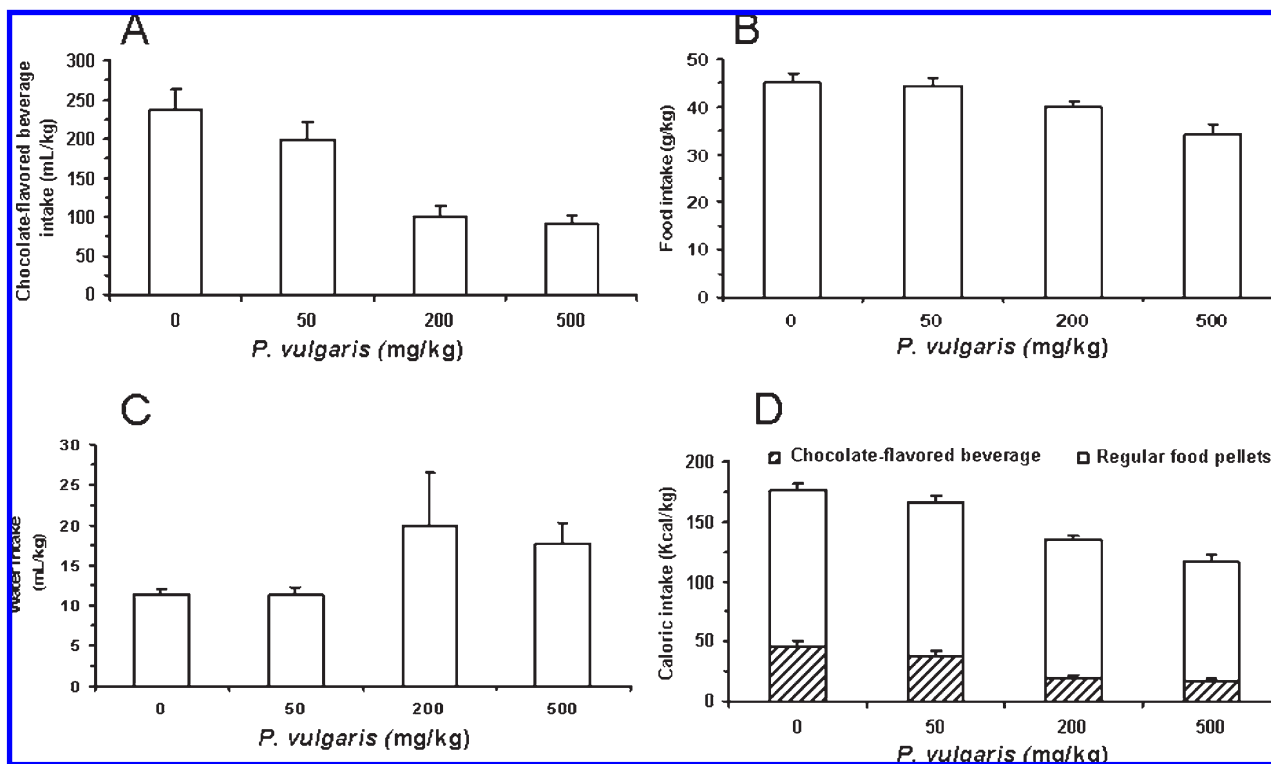 A
Chocolate-flavored beverage
intake (mL/kg)
300
250
200
150
100
50
0
0 50 200 500
P. vulgaris (mg/kg)
B
Food intake (g/kg)
50
40
30
20
10
0
0 50 200 500
P. vulgaris (mg/kg)
C
Water intake
(mL/kg)
30
25
20
15
10
5
0
0 50 200 500
P. vulgaris (mg/kg)
D
Chocolate-flavored beverage Regular food pellets
Caloric intake (Kcal/kg)
200
150
100
50
0
0 50 200 500
P. vulgaris (mg/kg)